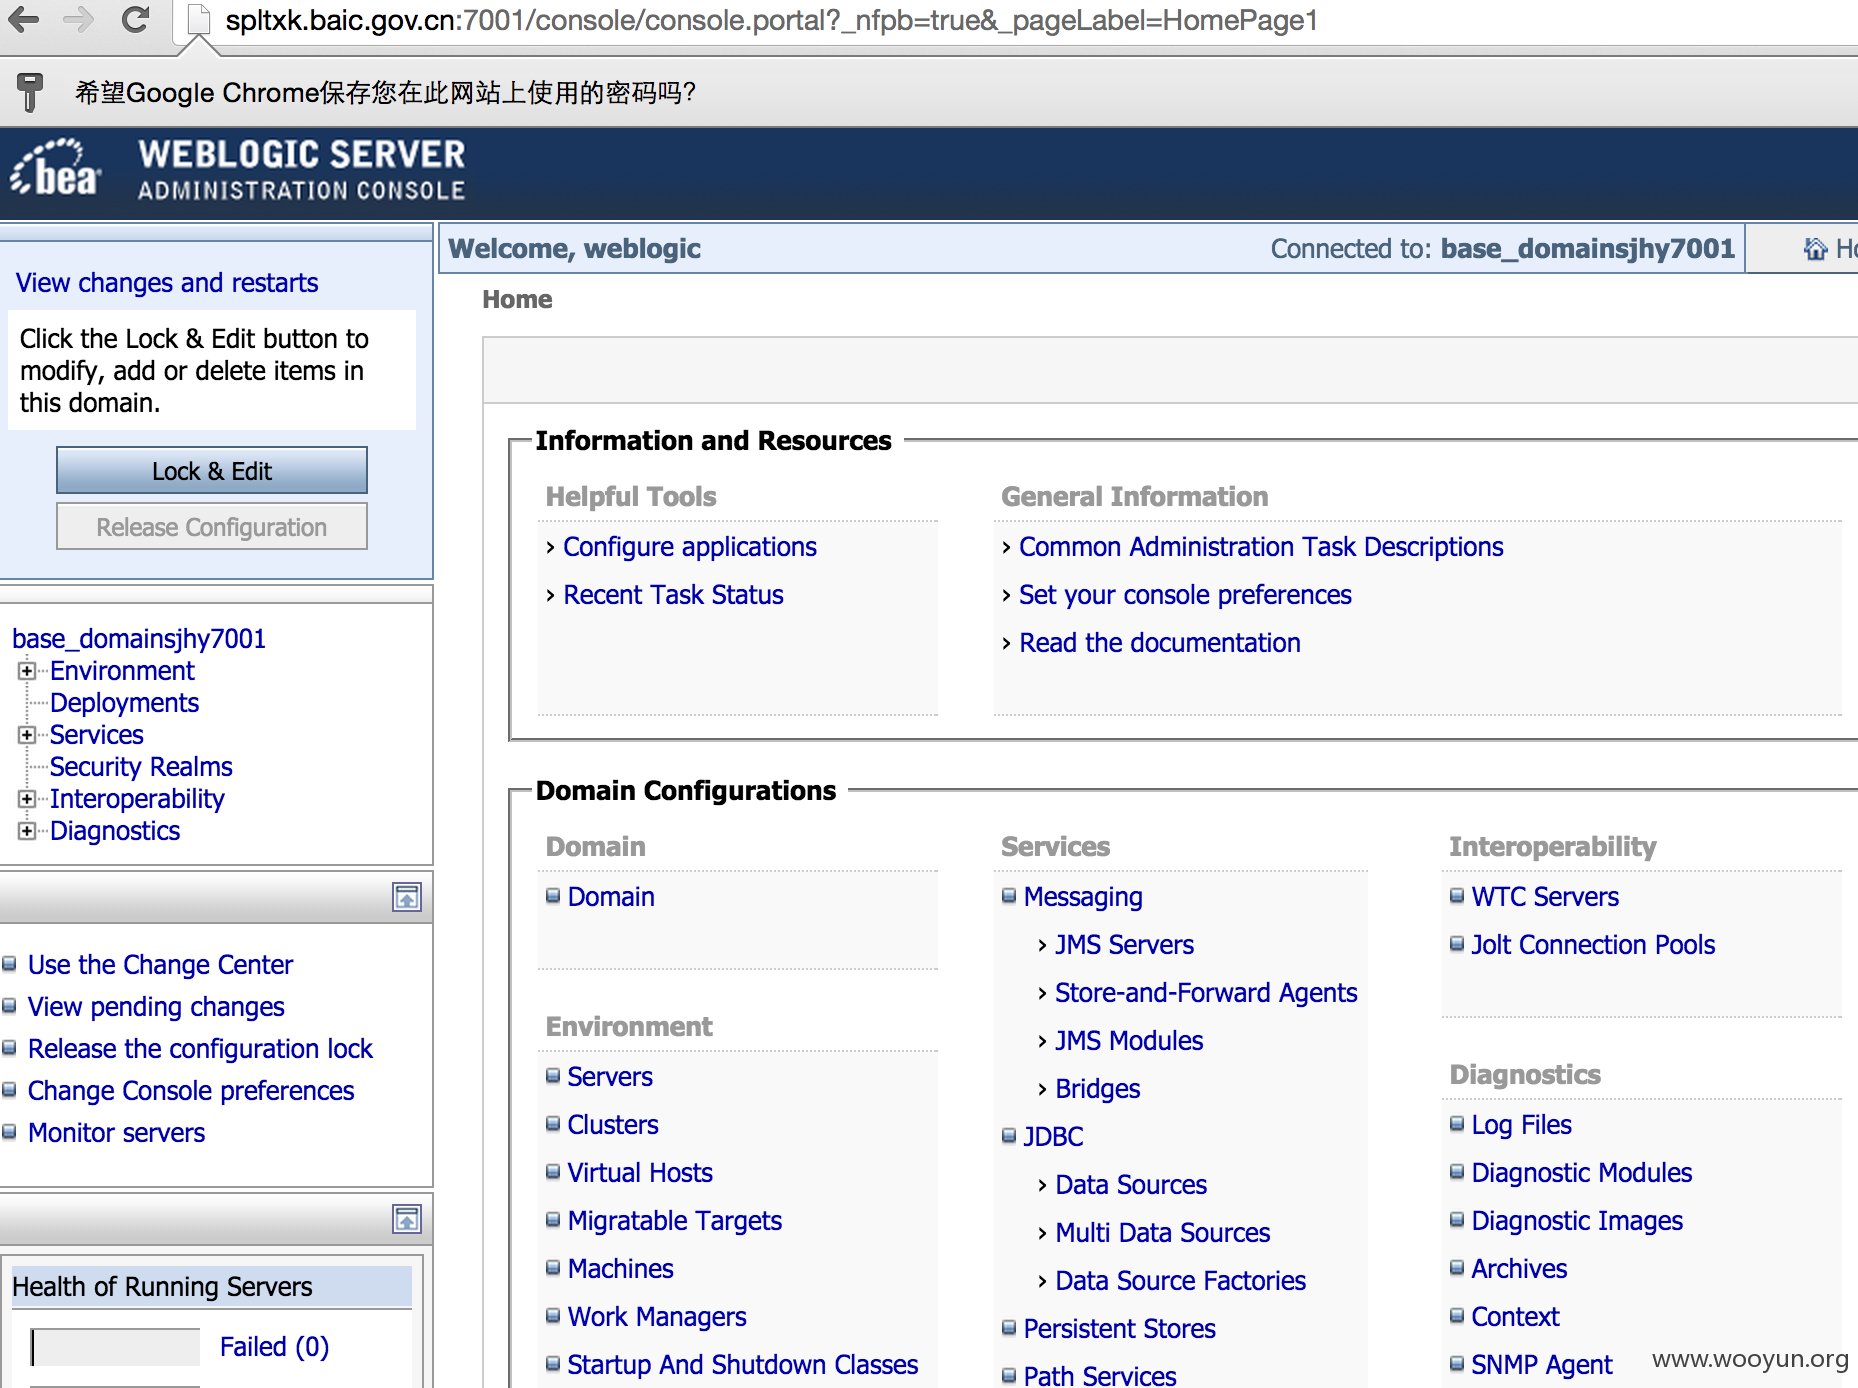 spltxk.baic.gov.cn:7001/console/console.portal?_nfpb=true&_pageLabel=HomePage1
希望Google Chrome保存您在此网站上使用的密码吗?
bea
WEBLOGIC SERVER
ADMINISTRATION CONSOLE
View changes and restarts
Click the Lock & Edit button to
modify, add or delete items in
this domain.
Lock & Edit
Release Configuration
base_domainsjhy7001
Environment
Deployments
Services
Security Realms
Interoperability
Diagnostics
Use the Change Center
View pending changes
Release the configuration lock
Change Console preferences
Monitor servers
Health of Running Servers
Failed (0)
Welcome, weblogic
Connected to: base_domainsjhy7001
Home
Information and Resources
Helpful Tools
Configure applications
Recent Task Status
General Information
Common Administration Task Descriptions
Set your console preferences
Read the documentation
Domain Configurations
Domain
Domain
Environment
Servers
Clusters
Virtual Hosts
Migratable Targets
Machines
Work Managers
Startup And Shutdown Classes
Services
Messaging
JMS Servers
Store-and-Forward Agents
JMS Modules
Bridges
JDBC
Data Sources
Multi Data Sources
Data Source Factories
Persistent Stores
Path Services
Interoperability
WTC Servers
Jolt Connection Pools
Diagnostics
Log Files
Diagnostic Modules
Diagnostic Images
Archives
Context
SNMP Agent
www.wooyun.org